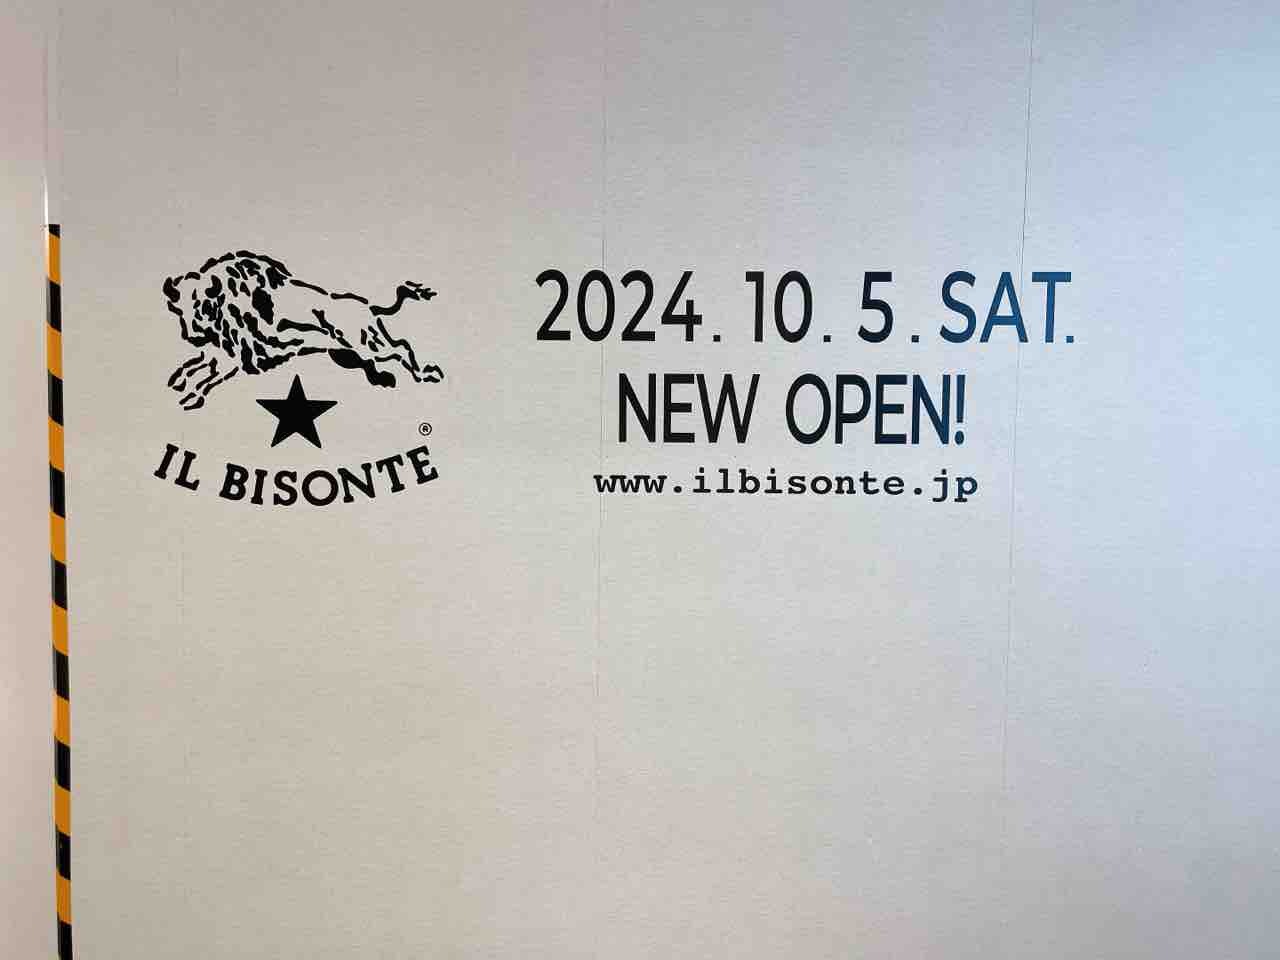 IL BISONTE ®
2024. 10. 5. SAT.
NEW OPEN!
www.ilbisonte.jp